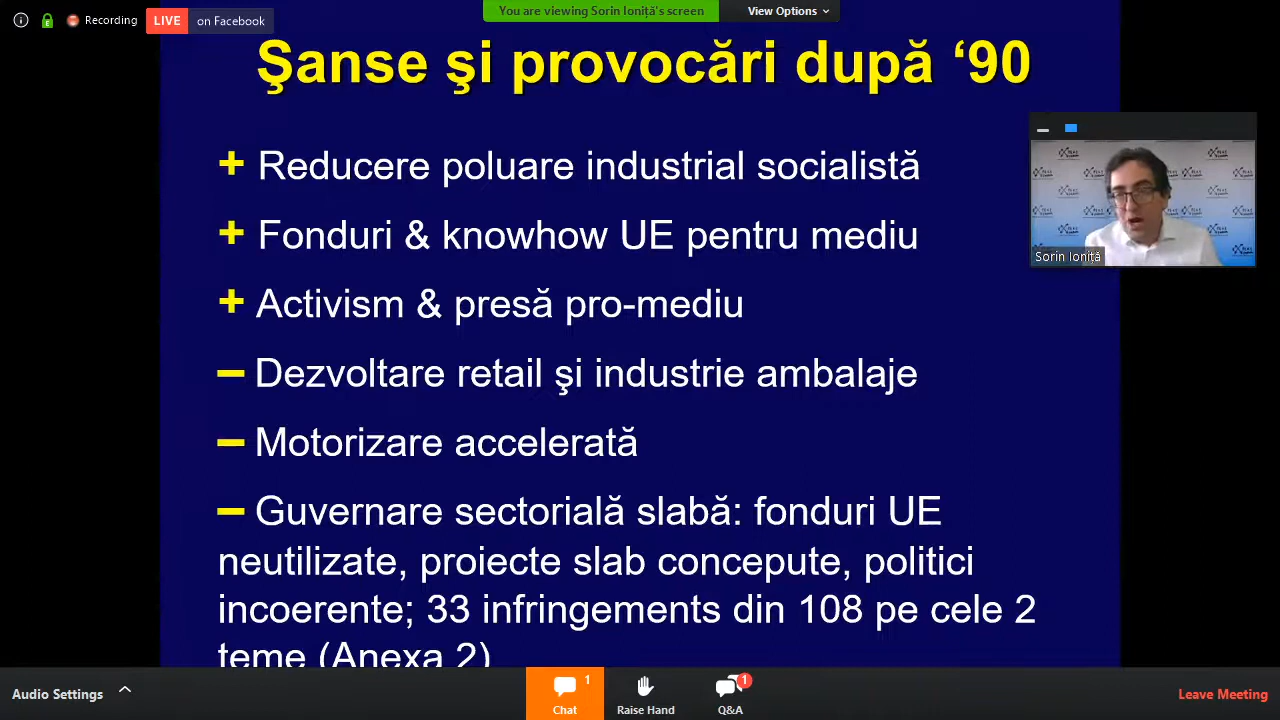 Recording
LIVE on Facebook
You are viewing Sorin Ioniță's screen
View Options
Şanse şi provocări după ‘90
+ Reducere poluare industrial socialistă
+ Fonduri & knowhow UE pentru mediu
+ Activism & presă pro-mediu
– Dezvoltare retail şi industrie ambalaje
– Motorizare accelerată
– Guvernare sectorială slabă: fonduri UE
neutilizate, proiecte slab concepute, politici
incoerente; 33 infringements din 108 pe cele 2
teme (Anexa 2)
Sorin Ioniță
Audio Settings
1
Chat
Raise Hand
1
Q&A
Leave Meeting